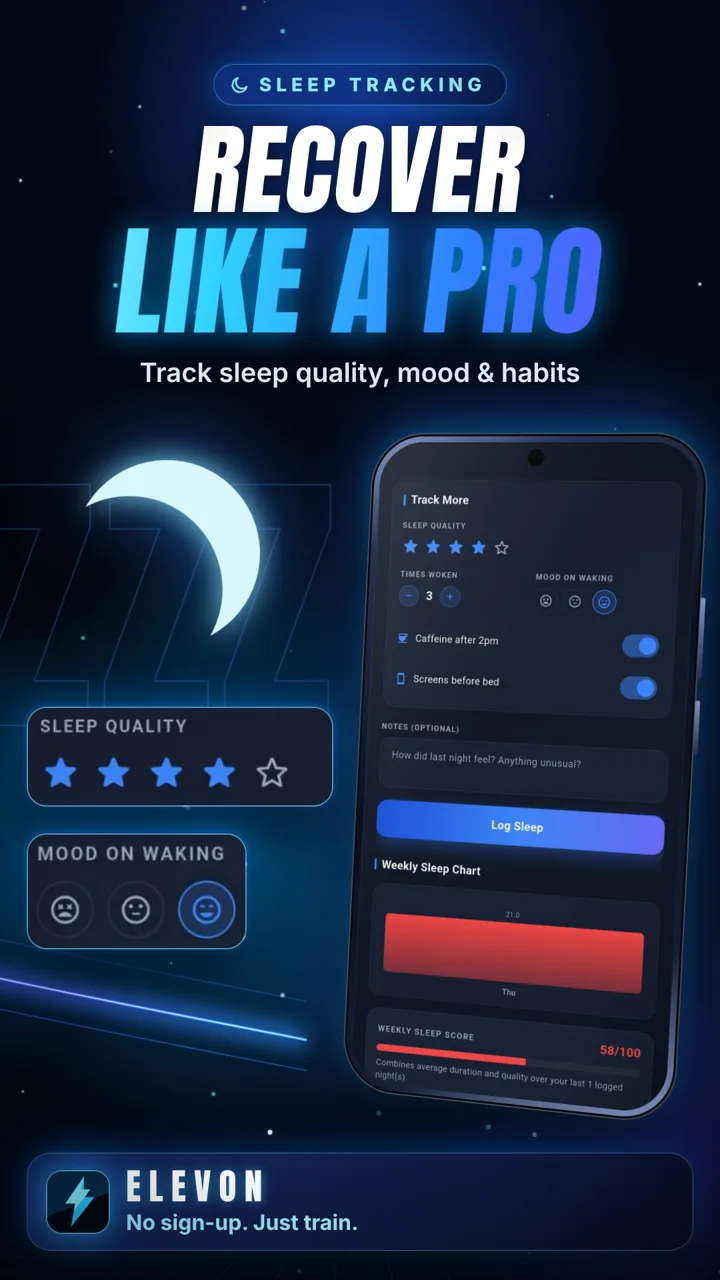 SLEEP TRACKING
RECOVER
LIKE A PRO
Track sleep quality, mood & habits
ZZZ
SLEEP QUALITY
MOOD ON WAKING
Track More
SLEEP QUALITY
TIMES WOKEN
MOOD ON WAKING
3
Caffeine after 2pm
Screens before bed
NOTES (OPTIONAL)
How did last night feel? Anything unusual?
Log Sleep
Weekly Sleep Chart
21.0
Thu
WEEKLY SLEEP SCORE
58/100
Combines average duration and quality over your last 1 logged
night(s)
ELEVON
No sign-up. Just train.